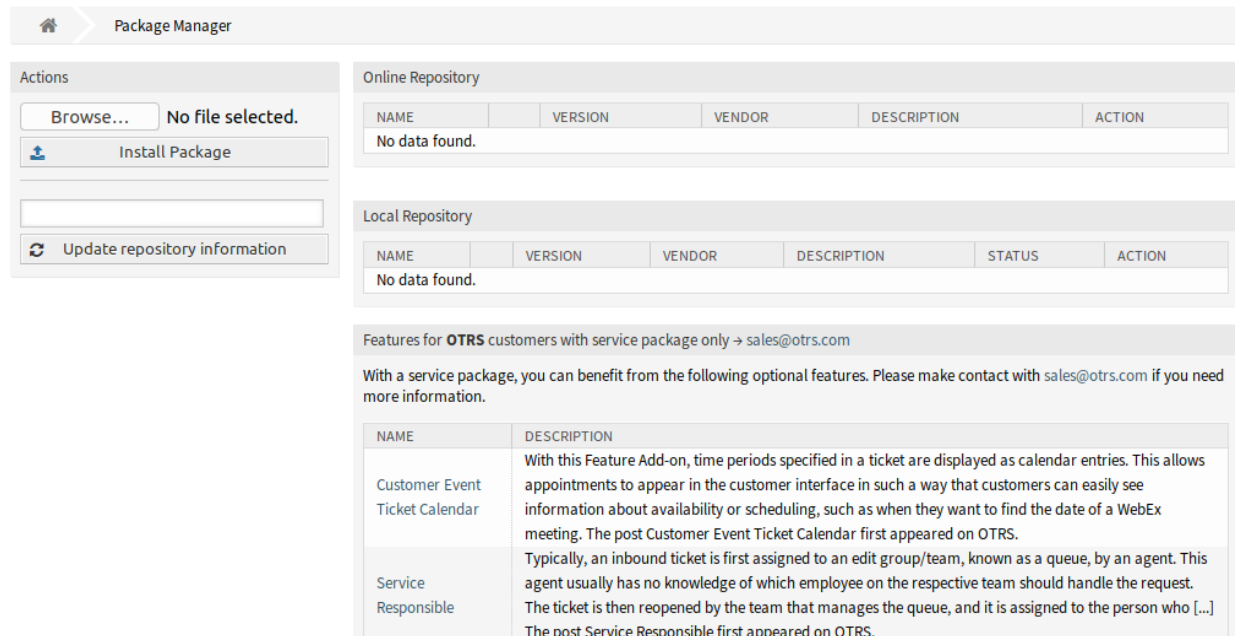 Package Manager
Actions
Browse... No file selected.
Install Package
Update repository information
Online Repository
NAME VERSION VENDOR DESCRIPTION ACTION
No data found.
Local Repository
NAME VERSION VENDOR DESCRIPTION STATUS ACTION
No data found.
Features for OTRS customers with service package only → sales@otrs.com
With a service package, you can benefit from the following optional features. Please make contact with sales@otrs.com if you need
more information.
NAME DESCRIPTION
Customer Event
Ticket Calendar
With this Feature Add-on, time periods specified in a ticket are displayed as calendar entries. This allows
appointments to appear in the customer interface in such a way that customers can easily see
information about availability or scheduling, such as when they want to find the date of a WebEx
meeting. The post Customer Event Ticket Calendar first appeared on OTRS.
Service
Responsible
Typically, an inbound ticket is first assigned to an edit group/team, known as a queue, by an agent. This
agent usually has no knowledge of which employee on the respective team should handle the request.
The ticket is then reopened by the team that manages the queue, and it is assigned to the person who [...]
The post Service Responsible first appeared on OTRS.